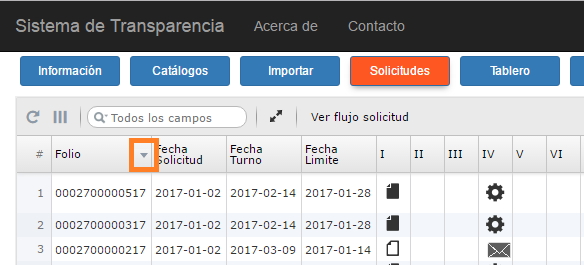 Sistema de Transparencia Acerca de Contacto
Información Catálogos Importar Solicitudes Tablero
Todos los campos Ver flujo solicitud
# Folio Fecha Solicitud Fecha Turno Fecha Limite I II III IV V VI
1 0002700000517 2017-01-02 2017-02-14 2017-01-28
2 0002700000317 2017-01-02 2017-02-14 2017-01-28
3 0002700000217 2017-01-02 2017-03-09 2017-01-14